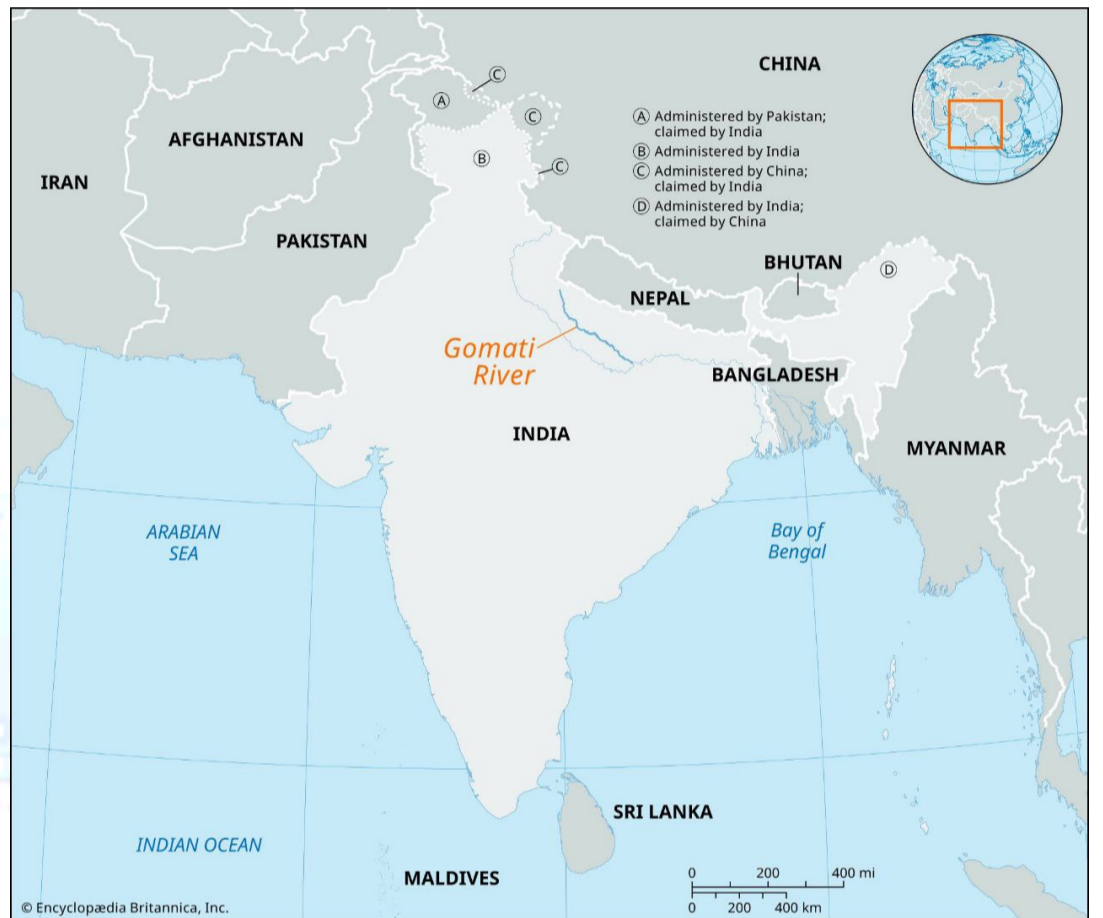 CHINA
Ⓒ
Ⓐ
Ⓒ
Ⓐ Administered by Pakistan;
claimed by India
AFGHANISTAN
Ⓑ
Ⓑ Administered by India
Ⓒ
Ⓒ Administered by China;
claimed by India
IRAN
Ⓓ Administered by India;
claimed by China
PAKISTAN
BHUTAN
Ⓓ
NEPAL
Gomati
River
BANGLADESH
INDIA
MYANMAR
ARABIAN
SEA
Bay of
Bengal
SRI LANKA
INDIAN OCEAN
MALDIVES
0 200 400 mi
0 200 400 km
© Encyclopædia Britannica, Inc.